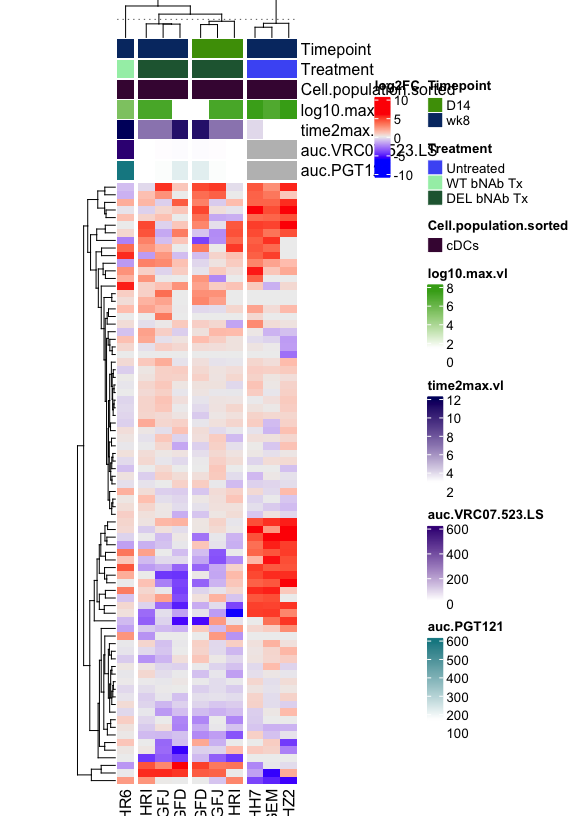 Timepoint
Treatment
Cell.population.sorted
log10.max.
time2max.
auc.VRC07.523.LS
auc.PGT1
log2FC
10
5
0
-5
-10
Timepoint
D14
wk8
Treatment
Untreated
WT bNAb Tx
DEL bNAb Tx
Cell.population.sorted
cDCs
log10.max.vl
8
6
4
2
0
time2max.vl
12
10
8
6
4
2
auc.VRC07.523.LS
600
400
200
0
auc.PGT121
600
500
400
300
200
100
HR6
HRI
GFJ
GFD
GFD
GFJ
HRI
HH7
GEM
HZ2